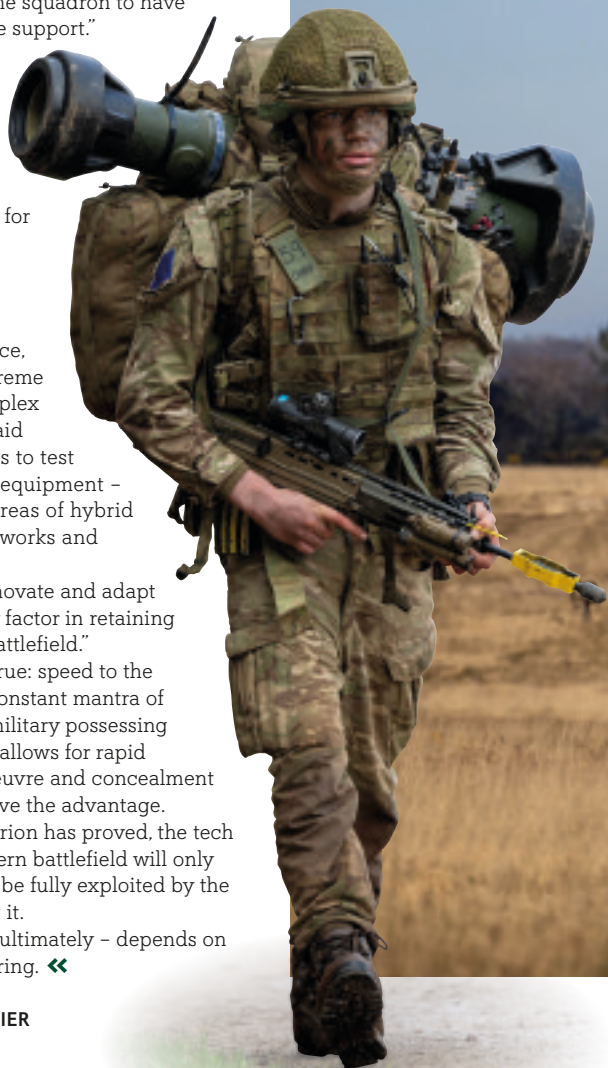 squadron to have
e support.”
for
ce,
reme
plex
aid
s to test
equipment –
reas of hybrid
works and
novate and adapt
factor in retaining
attlefield.”
rue: speed to the
onstant mantra of
military possessing
allows for rapid
euvre and concealment
ve the advantage.
rion has proved, the tech
ern battlefield will only
be fully exploited by the
it.
ultimately – depends on
ring. «
IER